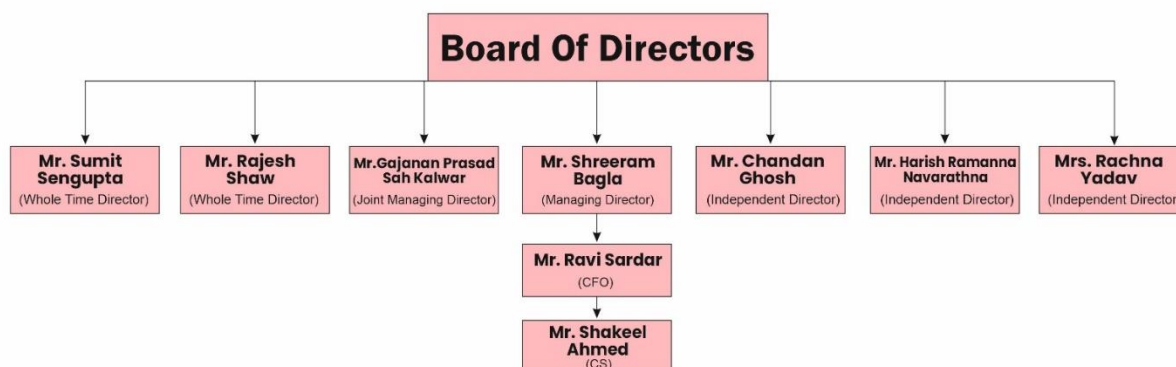 Board Of Directors
Mr. Sumit
Sengupta
(Whole Time Director)
Mr. Rajesh
Shaw
(Whole Time Director)
Mr.Gajanan Prasad
Sah Kalwar
(Joint Managing Director)
Mr. Shreeram
Bagla
(Managing Director)
Mr. Chandan
Ghosh
(Independent Director)
Mr. Harish Ramanna
Navarathna
(Independent Director)
Mrs. Rachna
Yadav
(Independent Director)
Mr. Ravi Sardar
(CFO)
Mr. Shakeel
Ahmed
(CS)